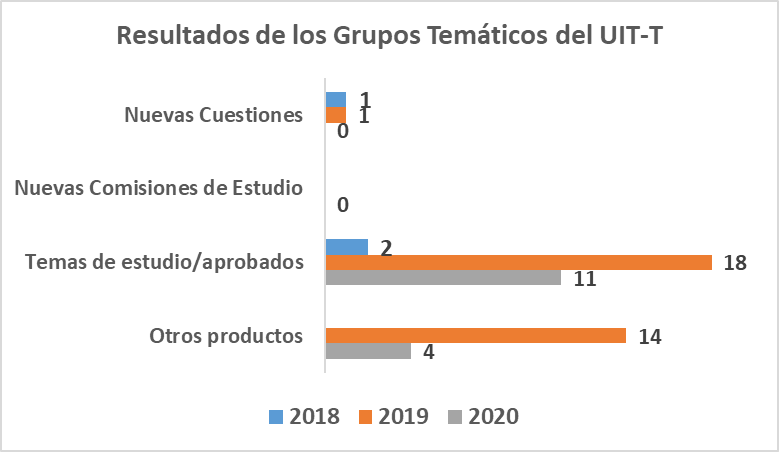 Resultados de los Grupos Temáticos del UIT-T
Nuevas Cuestiones
1
1
0
Nuevas Comisiones de Estudio
0
Temas de estudio/aprobados
2
18
11
Otros productos
14
4
2018 2019 2020